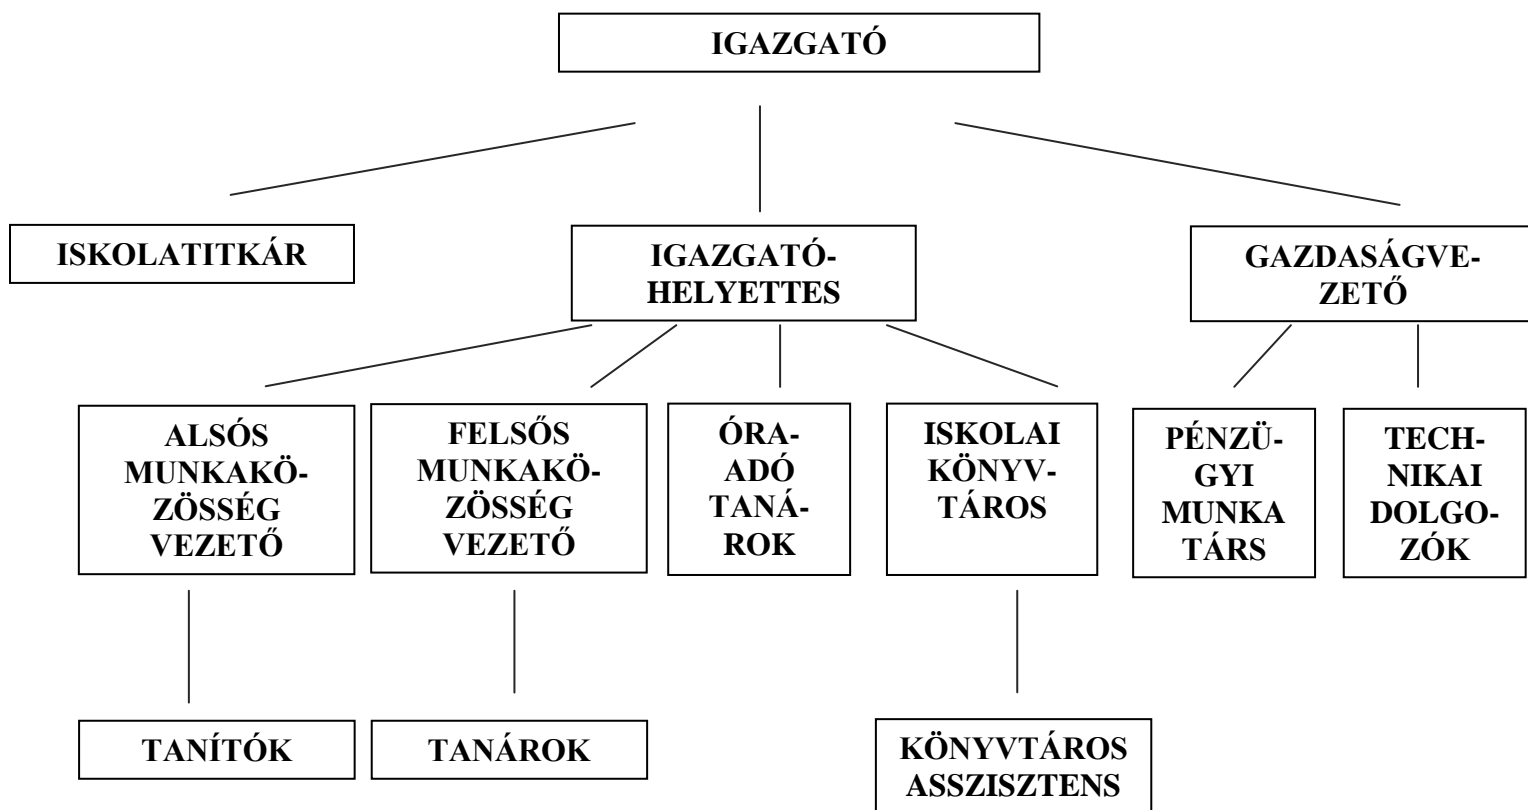 IGAZGATÓ
ISKOLATITKÁR
IGAZGATÓ-
HELYETTES
GAZDASÁGVE-
ZETŐ
ALSÓS
MUNKAKÖ-
ZÖSSÉG
VEZETŐ
FELSŐS
MUNKAKÖ-
ZÖSSÉG
VEZETŐ
ÓRA-
ADÓ
TANÁ-
ROK
ISKOLAI
KÖNYV-
TÁROS
PÉNZÜ-
GYI
MUNKA
TÁRS
TECH-
NIKAI
DOLGO-
ZÓK
TANÍTÓK
TANÁROK
KÖNYVTÁROS
ASSZISZTENS